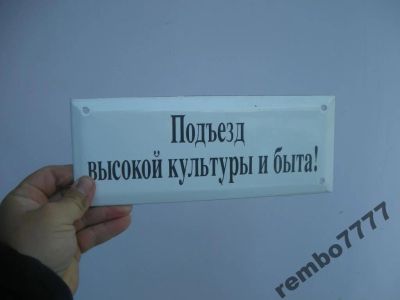 Подъезд
высокой культуры и быта!
rembo7777